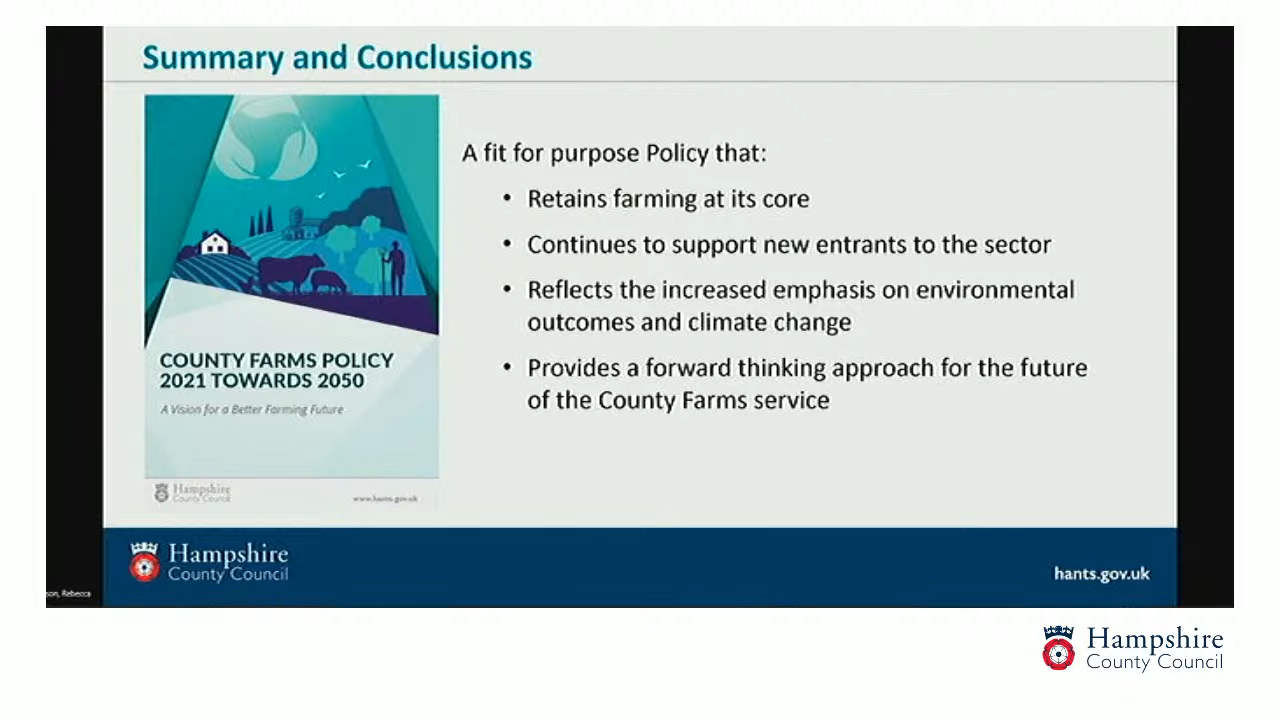 Summary and Conclusions
A fit for purpose Policy that:
• Retains farming at its core
• Continues to support new entrants to the sector
• Reflects the increased emphasis on environmental
outcomes and climate change
• Provides a forward thinking approach for the future
of the County Farms service
COUNTY FARMS POLICY
2021 TOWARDS 2050
A Vision for a Better Farming Future
Hampshire
County Council
www.hants.gov.uk
Hampshire
County Council
hants.gov.uk
son, Rebecca
Hampshire
County Council